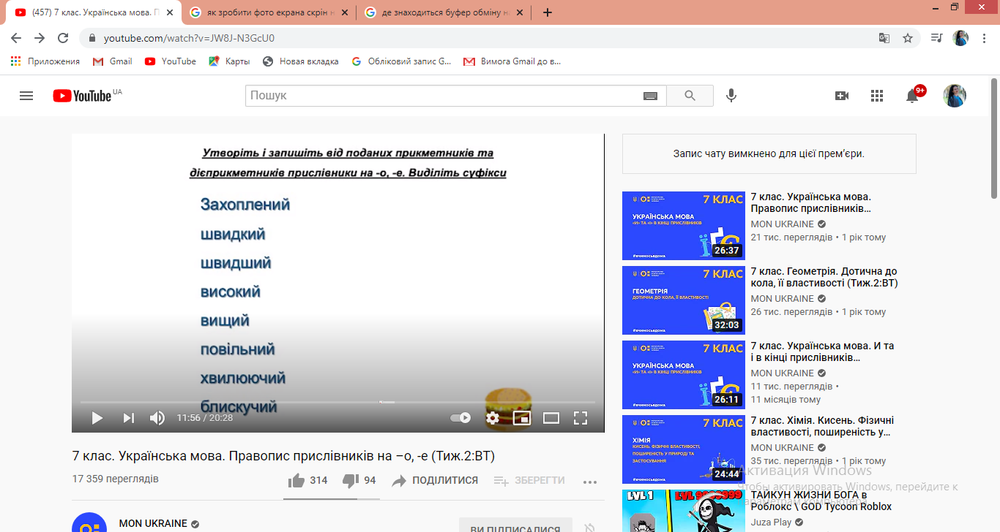 (457) 7 клас. Українська мова. П
як зробити фото екрана скрін н
де знаходиться буфер обміну на
youtube.com/watch?v=JW8J-N3GcU0
Приложения
Gmail
YouTube
Карты
Новая вкладка
Обліковий запис G...
Вимога Gmail до в...
YouTube UA
Пошук
9+
Утворіть і запишіть від поданих прикметників та
дієприкметників прислівники на -о, -е. Виділіть суфікси
Захоплений
швидкий
швидший
високий
вищий
повільний
хвилюючий
блискучий
11:56 / 20:28
7 клас. Українська мова. Правопис прислівників на –о, -е (Тиж.2:ВТ)
17 359 переглядів
314
94
ПОДІЛИТИСЯ
ЗБЕРЕГТИ
MON UKRAINE
ВИ ПІДПИСАЛИСЯ
Запис чату вимкнено для цієї прем’єри.
7 КЛАС
УКРАЇНСЬКА МОВА
«И» ТА «І» В КІНЦІ ПРИСЛІВНИКІВ
#вчимосьвдома
26:37
7 клас. Українська мова.
Правопис прислівників…
MON UKRAINE
21 тис. переглядів • 1 рік тому
7 КЛАС
ГЕОМЕТРІЯ
ДОТИЧНА ДО КОЛА, ЇЇ ВЛАСТИВОСТІ
#вчимосьвдома
32:03
7 клас. Геометрія. Дотична до
кола, її властивості (Тиж.2:ВТ)
MON UKRAINE
26 тис. переглядів • 1 рік тому
7 КЛАС
УКРАЇНСЬКА МОВА
«И» ТА «І» В КІНЦІ ПРИСЛІВНИКІВ
#вчимосьвдома
26:11
7 клас. Українська мова. И та
і в кінці прислівників…
MON UKRAINE
11 тис. переглядів •
11 місяців тому
7 КЛАС
ХІМІЯ
КИСЕНЬ. ФІЗИЧНІ ВЛАСТИВОСТІ,
ПОШИРЕНІСТЬ У ПРИРОДІ ТА
ЗАСТОСУВАННЯ
#вчимосьвдома
24:44
7 клас. Хімія. Кисень. Фізичні
властивості, поширеність у…
MON UKRAINE
35 тис. переглядів • 1 рік тому
Активация Windows
Чтобы активировать Windows, перейдите к
параметрам компьютера.
LVL 1
LVL 9999999
ТАЙКУН ЖИЗНИ БОГА в
Роблокс \ GOD Tycoon Roblox
Juza Play